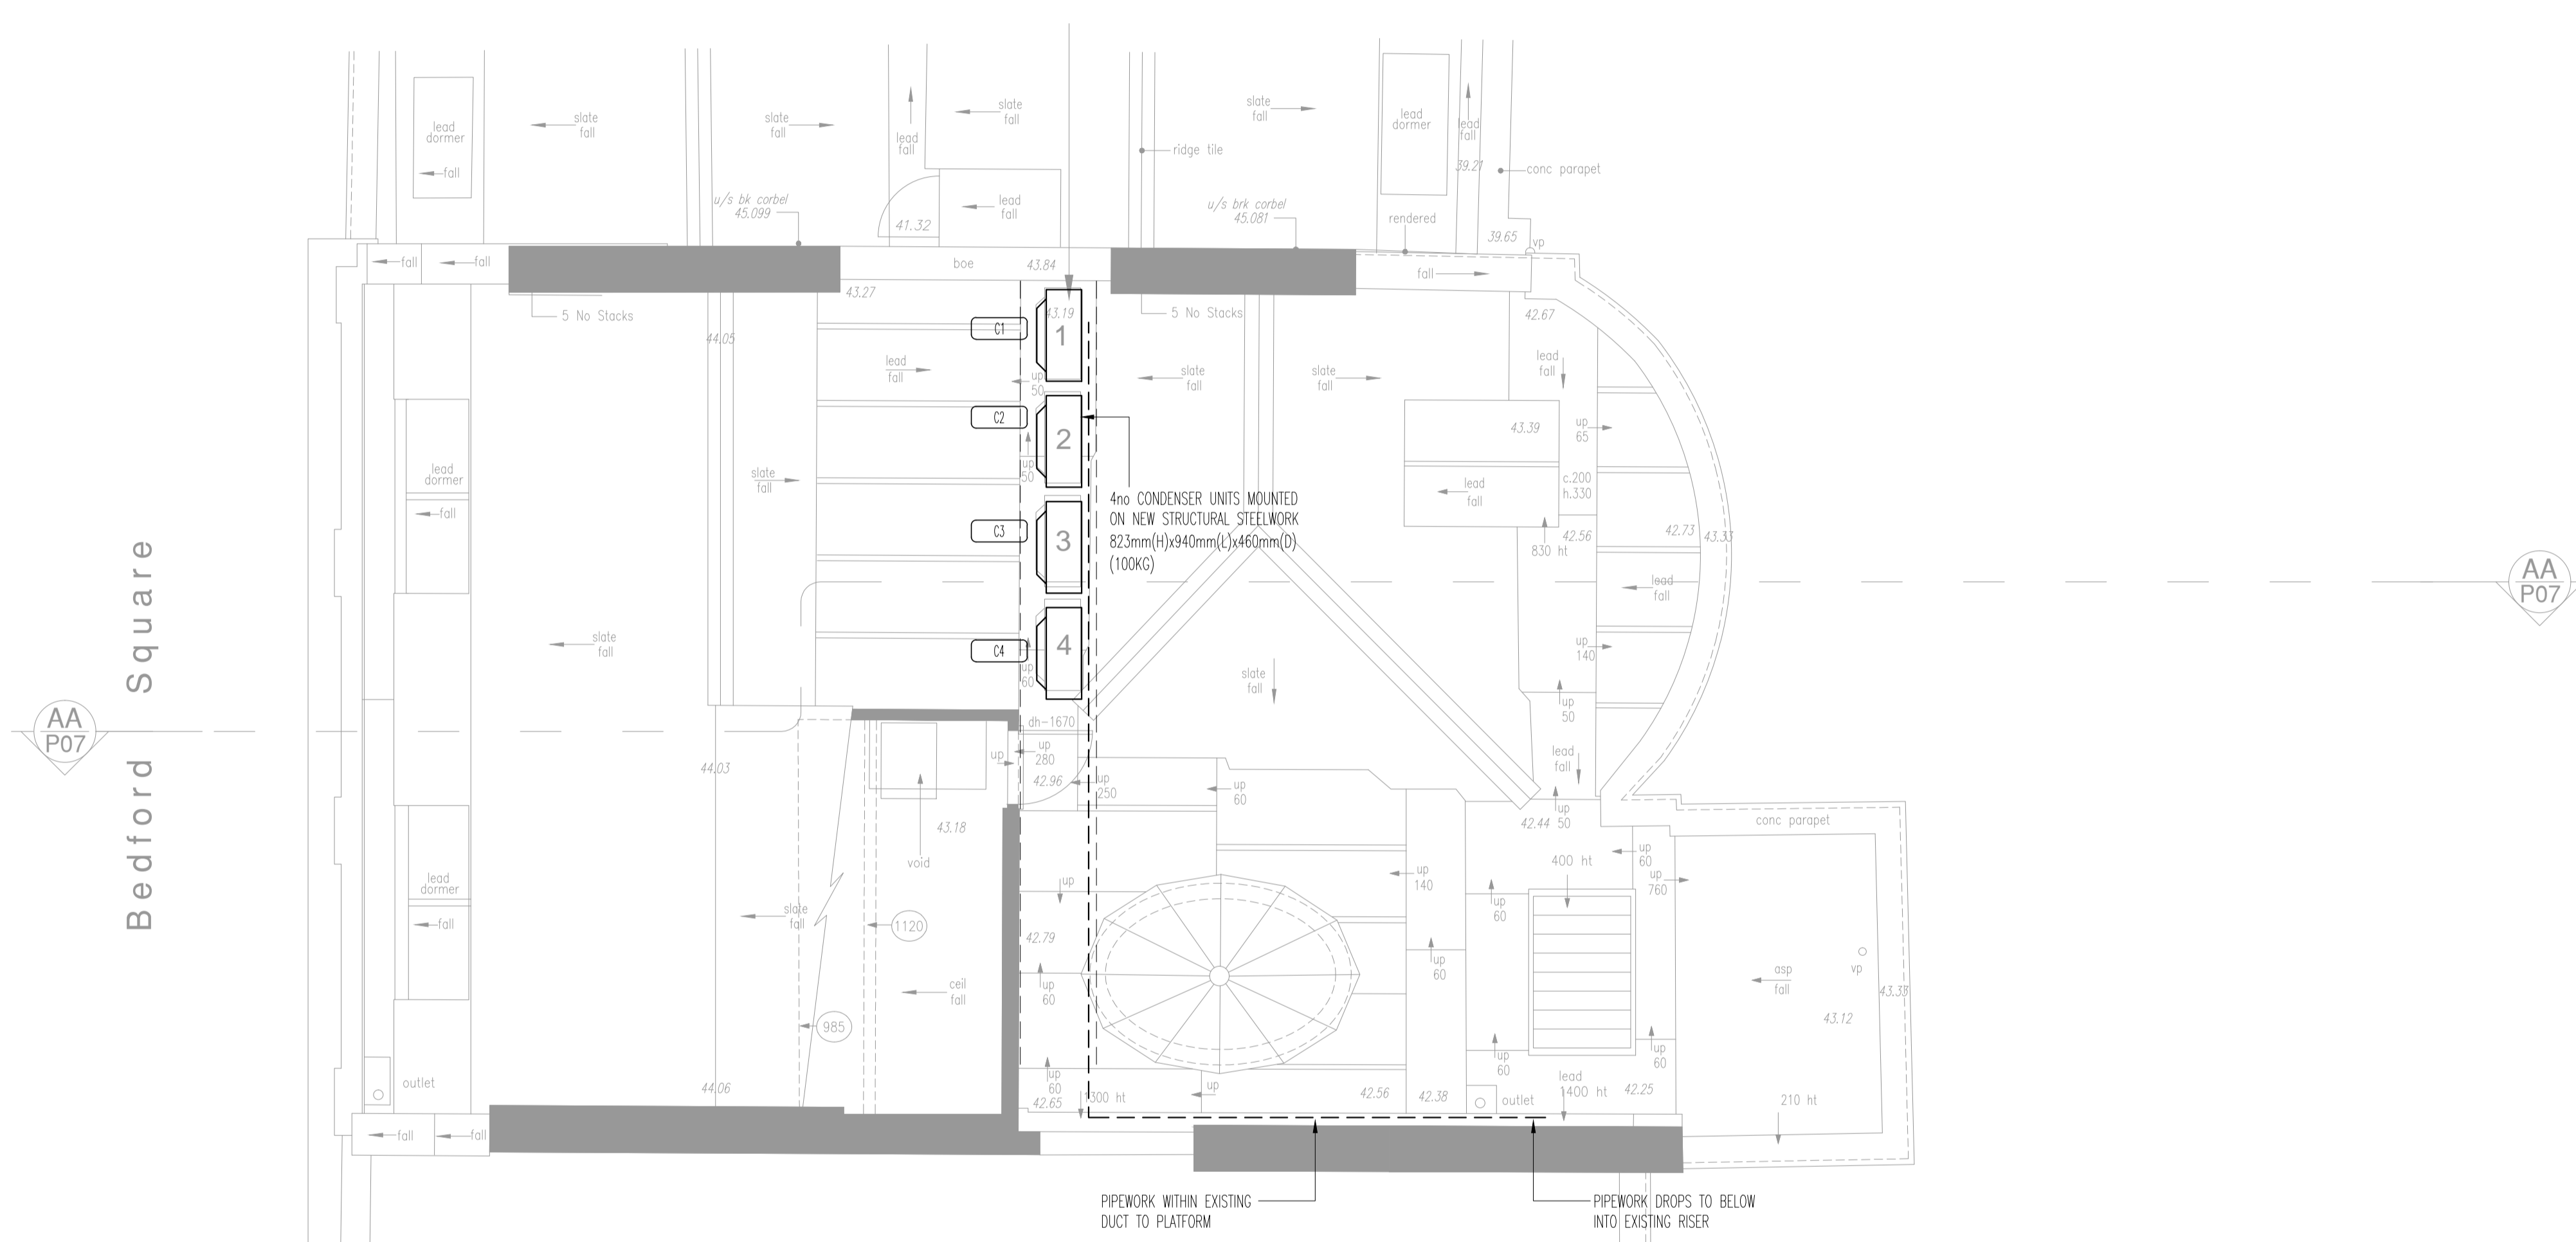 lead
dormer
fall
slate
fall
slate
fall
lead
fall
slate
fall
lead
fall
41.32
u/s bk corbel
45.099
ridge tile
slate
fall
u/s brk corbel
45.081
lead
dormer
lead
fall
39.21
conc parapet
rendered
39.65
vp
fall
fall
boe
43.84
fall
43.27
5 No Stacks
43.19
5 No Stacks
42.67
C1
1
44.05
lead
fall
up
50
slate
fall
slate
fall
lead
fall
C2
2
up
50
43.39
up
65
lead
dormer
fall
slate
fall
4no CONDENSER UNITS MOUNTED
ON NEW STRUCTURAL STEELWORK
823mm(H)x940mm(L)x460mm(D)
(100KG)
lead
fall
c.200
h.330
C3
3
830 ht
42.56
42.73
43.33
lead
fall
AA
P07
Bedford Square
slate
fall
C4
4
up
60
slate
fall
up
140
up
50
AA
P07
dh-1670
up
up
280
42.96
up
250
44.03
up
60
lead
fall
42.44
up
50
conc parapet
43.18
void
400 ht
up
60
up
760
lead
dormer
fall
slate
fall
1120
up
up
140
up
60
42.79
up
60
up
60
ceil
fall
985
asp
fall
vp
43.33
43.12
outlet
44.06
up
60
42.65
1300 ht
up
42.56
42.38
outlet
up
60
lead
1400 ht
up
60
42.25
210 ht
fall
fall
PIPEWORK WITHIN EXISTING
DUCT TO PLATFORM
PIPEWORK DROPS TO BELOW
INTO EXISTING RISER